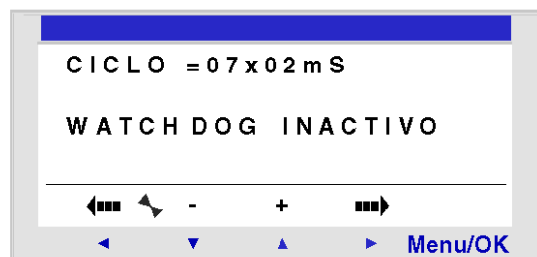 CICLO =07x02mS
WATCHDOG INACTIVO
- +
Menu/OK